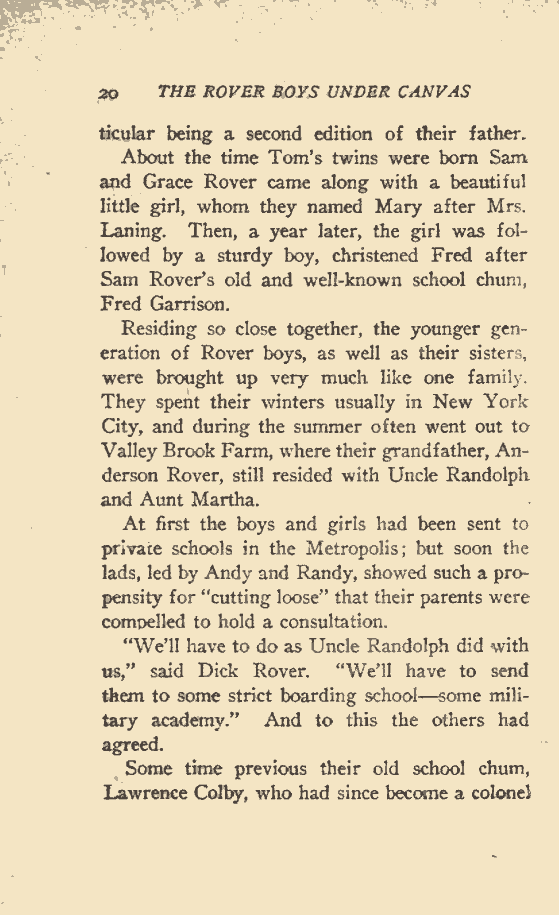 20 THE ROVER BOYS UNDER CANVAS
ticular being a second edition of their father.
About the time Tom's twins were born Sam
and Grace Rover came along with a beautiful
little girl, whom they named Mary after Mrs.
Laning. Then, a year later, the girl was fol-
lowed by a sturdy boy, christened Fred after
Sam Rover's old and well-known school chum,
Fred Garrison.
Residing so close together, the younger gen-
eration of Rover boys, as well as their sisters,
were brought up very much like one family.
They spent their winters usually in New York
City, and during the summer often went out to
Valley Brook Farm, where their grandfather, An-
derson Rover, still resided with Uncle Randolph
and Aunt Martha.
At first the boys and girls had been sent to
private schools in the Metropolis; but soon the
lads, led by Andy and Randy, showed such a pro-
pensity for "cutting loose" that their parents were
compelled to hold a consultation.
"We'll have to do as Uncle Randolph did with
us," said Dick Rover. "We'll have to send
them to some strict boarding school—some mili-
tary academy." And to this the others had
agreed.
Some time previous their old school chum,
Lawrence Colby, who had since become a colonel